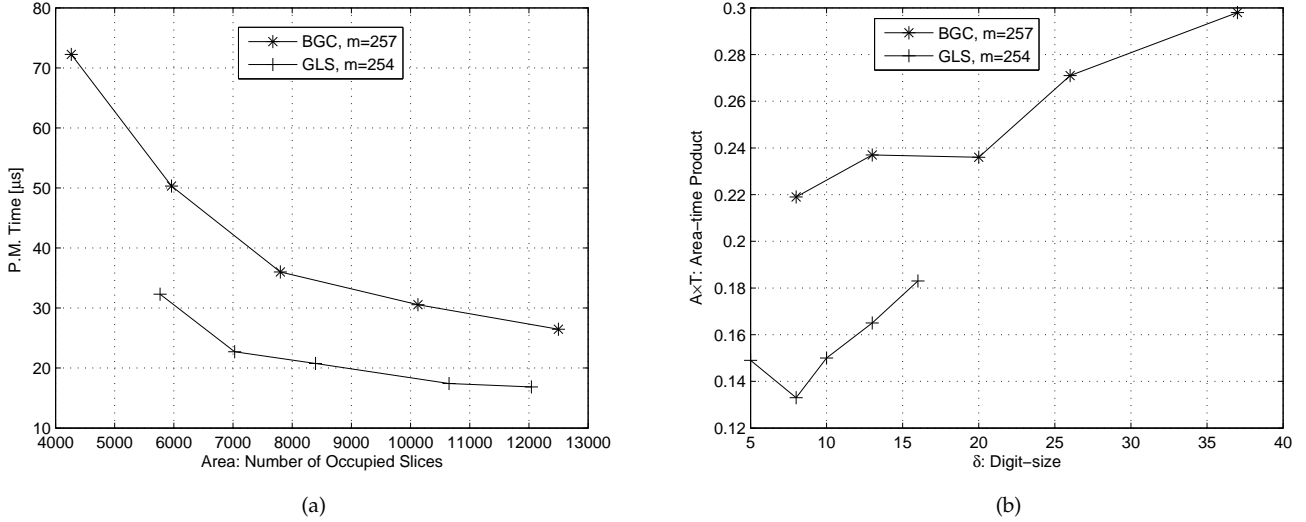 80
70
60
50
40
30
20
10
P.M. Time [µs]
BGC, m=257
GLS, m=254
4000 5000 6000 7000 8000 9000 10000 11000 12000 13000
Area: Number of Occupied Slices
(a)
0.3
0.28
0.26
0.24
0.22
0.2
0.18
0.16
0.14
0.12
A×T: Area−time Product
BGC, m=257
GLS, m=254
5 10 15 20 25 30 35 40
δ: Digit−size
(b)